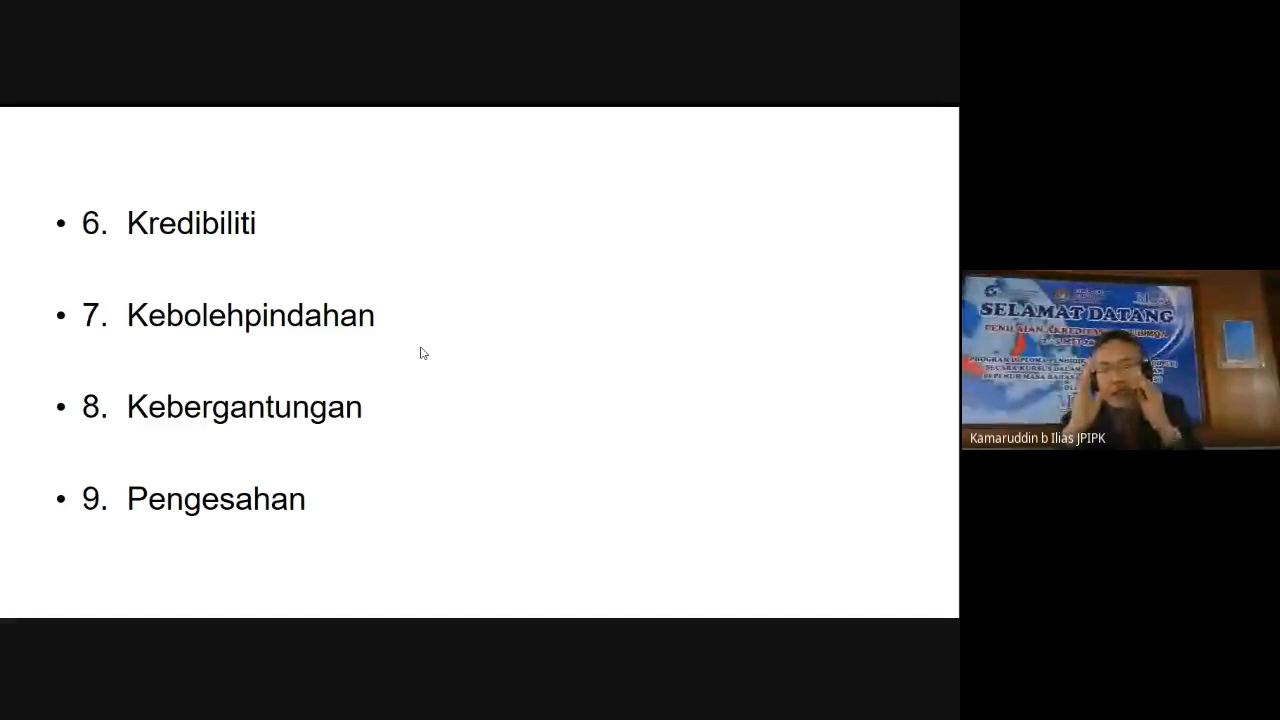 • 6. Kredibiliti
• 7. Kebolehpindahan
• 8. Kebergantungan
• 9. Pengesahan
SELAMAT DATANG
Kamaruddin b Ilias JPIPK